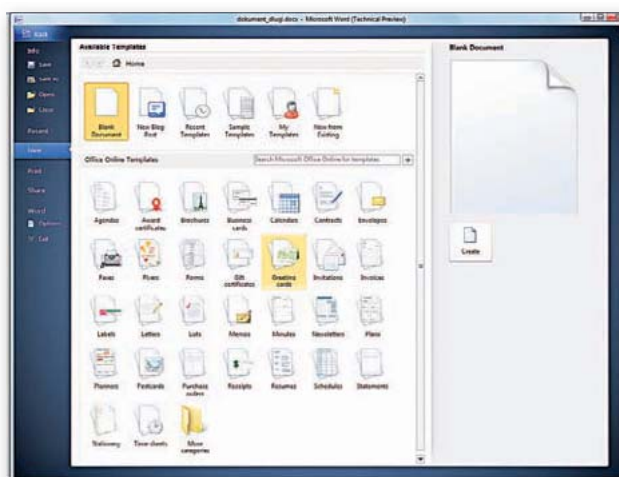 dokument_dlugi.docx - Microsoft Word (Technical Preview)
Back
Info
Save
Save As
Open
Close
Recent
New
Print
Share
Word
Options
Exit
Available Templates
Home
Blank Document
New Blog Post
Recent Templates
Sample Templates
My Templates
New from Existing
Office Online Templates
Search Microsoft Office Online for templates
Agendas
Award certificates
Brochures
Business cards
Calendars
Contracts
Envelopes
Faxes
Flyers
Forms
Gift certificates
Greeting cards
Invitations
Invoices
Labels
Letters
Lists
Memos
Minutes
Newsletters
Plans
Planners
Postcards
Purchase orders
Receipts
Resumes
Schedules
Statements
Stationery
Time sheets
More categories
Blank Document
Create